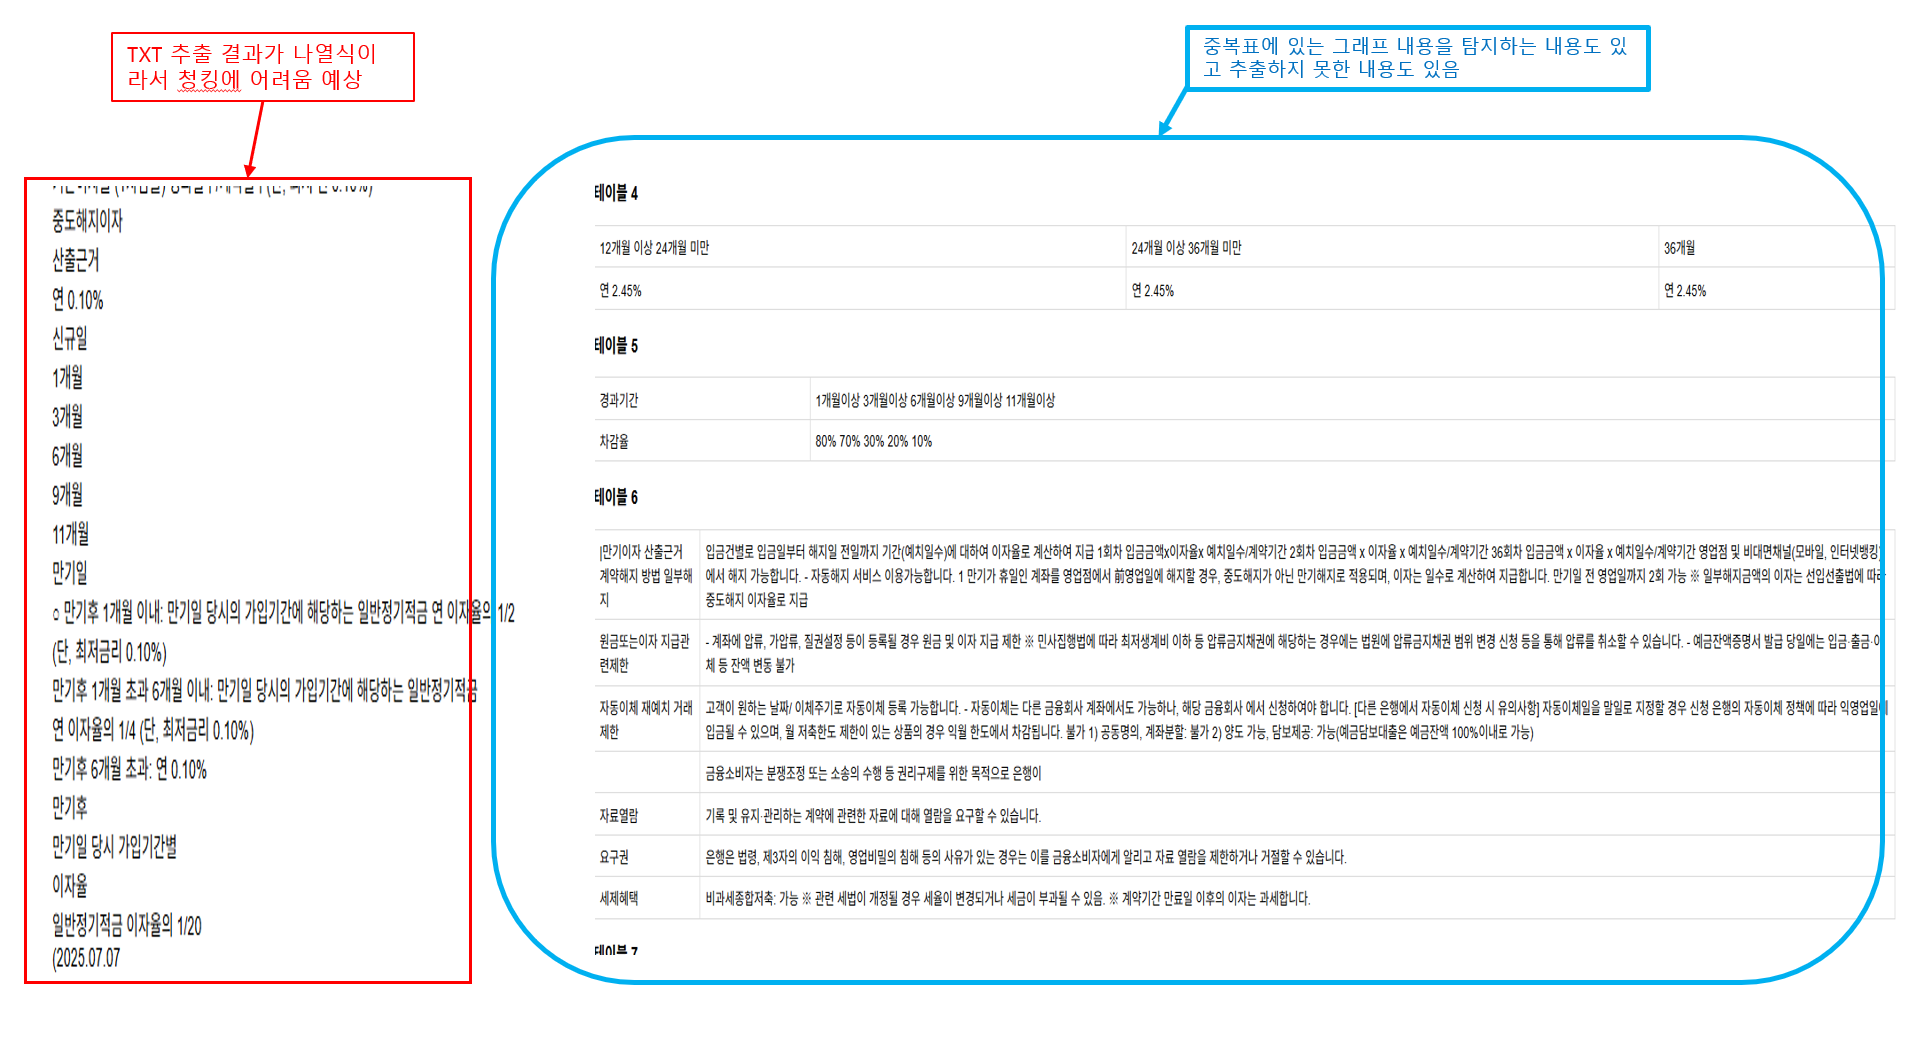 TXT 추출 결과가 나열식이
라서 청킹에 어려움 예상
중복표에 있는 그래프 내용을 탐지하는 내용도 있
고 추출하지 못한 내용도 있음
중도해지이자
산출근거
연 0.10%
신규일
1개월
3개월
6개월
9개월
11개월
만기일
○ 만기후 1개월 이내: 만기일 당시의 가입기간에 해당하는 일반정기적금 연 이자율의 1/2
(단, 최저금리 0.10%)
만기후 1개월 초과 6개월 이내: 만기일 당시의 가입기간에 해당하는 일반정기적금
연 이자율의 1/4 (단, 최저금리 0.10%)
만기후 6개월 초과: 연 0.10%
만기후
만기일 당시 가입기간별
이자율
일반정기적금 이자율의 1/20
(2025.07.07
테이블 4
12개월 이상 24개월 미만 24개월 이상 36개월 미만 36개월
연 2.45% 연 2.45% 연 2.45%
테이블 5
경과기간 1개월이상 3개월이상 6개월이상 9개월이상 11개월이상
차감율 80% 70% 30% 20% 10%
테이블 6
|만기이자 산출근거 입금건별로 입금일부터 해지일 전일까지 기간(예치일수)에 대하여 이자율로 계산하여 지급 1회차 입금금액x이자율x 예치일수/계약기간 2회차 입금금액 x 이자율 x 예치일수/계약기간 36회차 입금금액 x 이자율 x 예치일수/계약기간 영업점 및 비대면채널(모바일, 인터넷뱅킹)
계약해지 방법 일부해 에서 해지 가능합니다. - 자동해지 서비스 이용가능합니다. 1 만기가 휴일인 계좌를 영업점에서 前영업일에 해지할 경우, 중도해지가 아닌 만기해지로 적용되며, 이자는 일수로 계산하여 지급합니다. 만기일 전 영업일까지 2회 가능 ※ 일부해지금액의 이자는 선입선출법에 따라
지 중도해지 이자율로 지급
원금또는이자 지급관 - 계좌에 압류, 가압류, 질권설정 등이 등록될 경우 원금 및 이자 지급 제한 ※ 민사집행법에 따라 최저생계비 이하 등 압류금지채권에 해당하는 경우에는 법원에 압류금지채권 범위 변경 신청 등을 통해 압류를 취소할 수 있습니다. - 예금잔액증명서 발급 당일에는 입금·출금·이
련제한 체 등 잔액 변동 불가
자동이체 재예치 거래 고객이 원하는 날짜/ 이체주기로 자동이체 등록 가능합니다. - 자동이체는 다른 금융회사 계좌에서도 가능하나, 해당 금융회사 에서 신청하여야 합니다. [다른 은행에서 자동이체 신청 시 유의사항] 자동이체일을 말일로 지정할 경우 신청 은행의 자동이체 정책에 따라 익영업일에
제한 입금될 수 있으며, 월 저축한도 제한이 있는 상품의 경우 익월 한도에서 차감됩니다. 불가 1) 공동명의, 계좌분할: 불가 2) 양도 가능, 담보제공: 가능(예금담보대출은 예금잔액 100%이내로 가능)
금융소비자는 분쟁조정 또는 소송의 수행 등 권리구제를 위한 목적으로 은행이
자료열람 기록 및 유지·관리하는 계약에 관련한 자료에 대해 열람을 요구할 수 있습니다.
요구권 은행은 법령, 제3자의 이익 침해, 영업비밀의 침해 등의 사유가 있는 경우는 이를 금융소비자에게 알리고 자료 열람을 제한하거나 거절할 수 있습니다.
세제혜택 비과세종합저축: 가능 ※ 관련 세법이 개정될 경우 세율이 변경되거나 세금이 부과될 수 있음. ※ 계약기간 만료일 이후의 이자는 과세합니다.
테이블 7